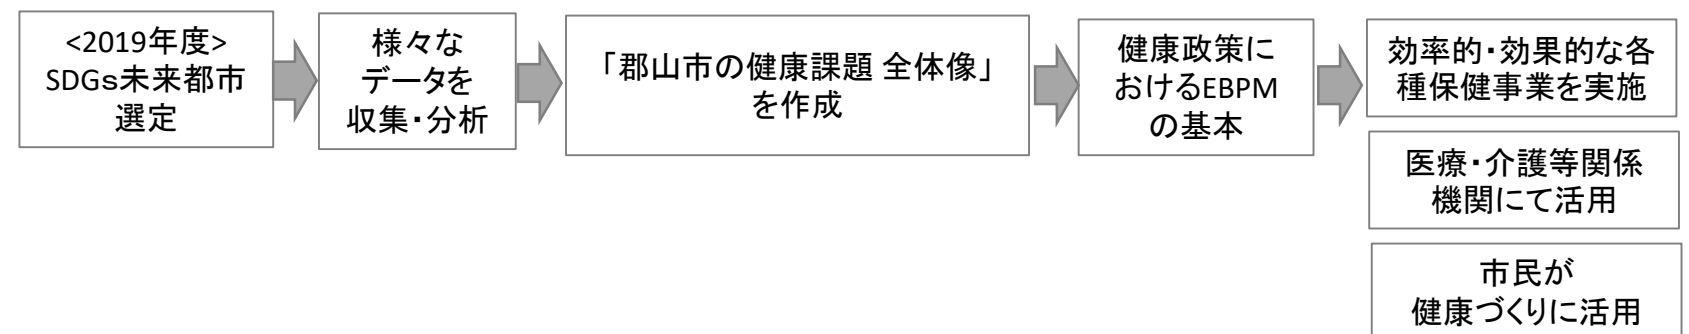 <2019年度>
SDGs未来都市
選定
様々な
データを
収集・分析
「郡山市の健康課題 全体像」
を作成
健康政策に
おけるEBPM
の基本
効率的・効果的な各
種保健事業を実施
医療・介護等関係
機関にて活用
市民が
健康づくりに活用